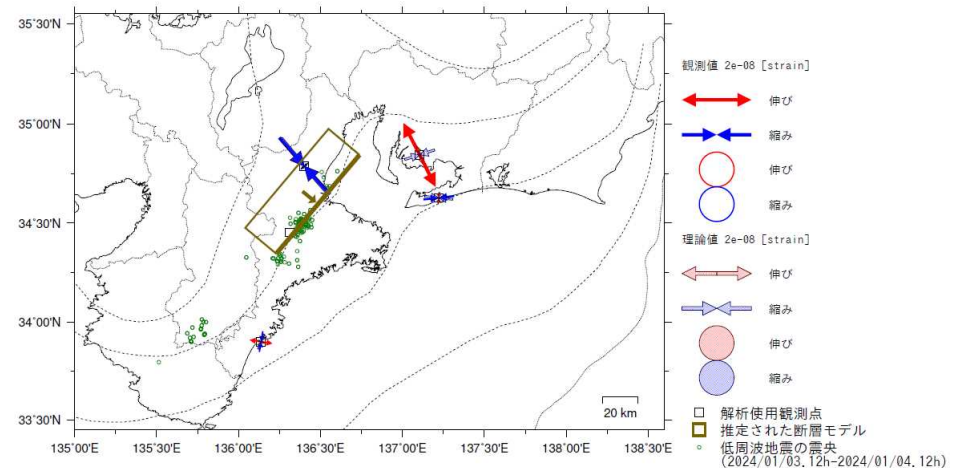 35°30'N
35°00'N
34°30'N
34°00'N
33°30'N
135°00'E
135°30'E
136°00'E
136°30'E
137°00'E
137°30'E
138°00'E
138°30'E
20 km
観測値 2e-08 [strain]
伸び
縮み
伸び
縮み
理論値 2e-08 [strain]
伸び
縮み
伸び
縮み
解析使用観測点
推定された断層モデル
低周波地震の震央
(2024/01/03.12h-2024/01/04.12h)